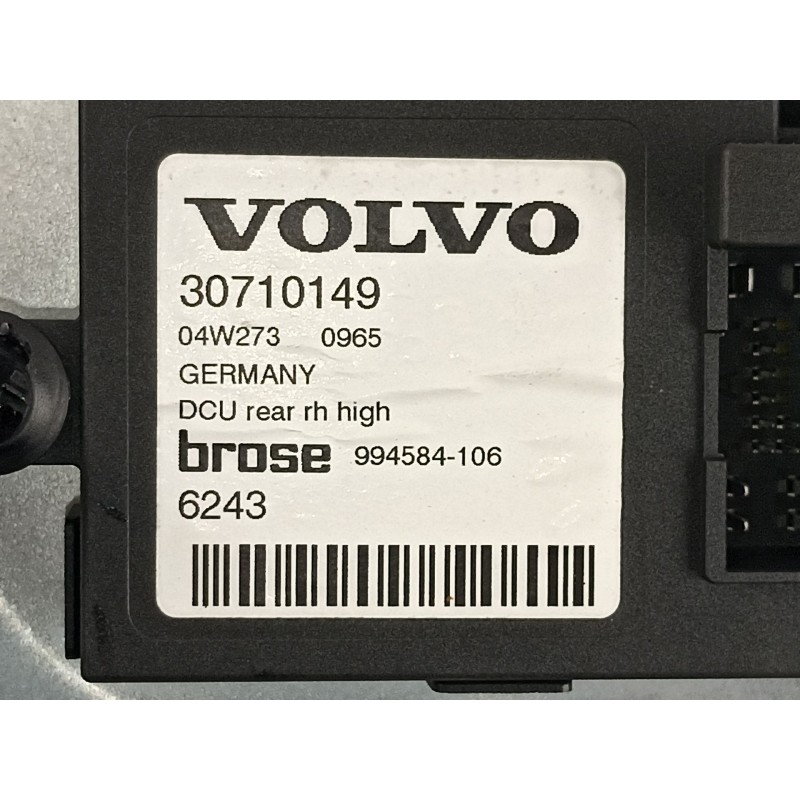 VOLVO
30710149
04W273 0965
GERMANY
DCU rear rh high
brose 994584-106
6243